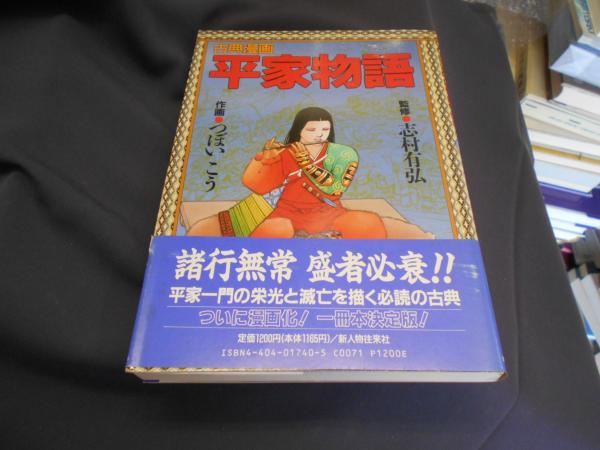 古典漫画
平家物語
監修●志村有弘
作画●つぼいこう
諸行無常 盛者必衰!!
平家一門の栄光と滅亡を描く必読の古典
ついに漫画化! 一冊本決定版!
定価1200円(本体1165円)/新人物往来社
ISBN4-404-01740-5 C0071 P1200E